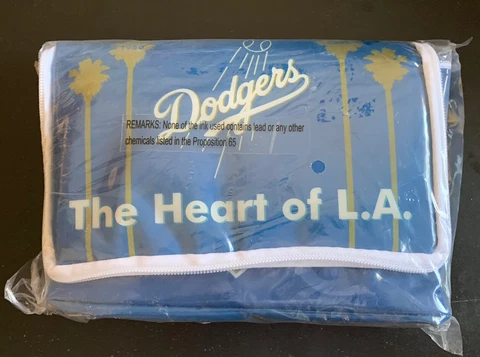 Dodgers
REMARKS: None of the ink used contains lead or any other
chemicals listed in the Proposition 65
The Heart of L.A.